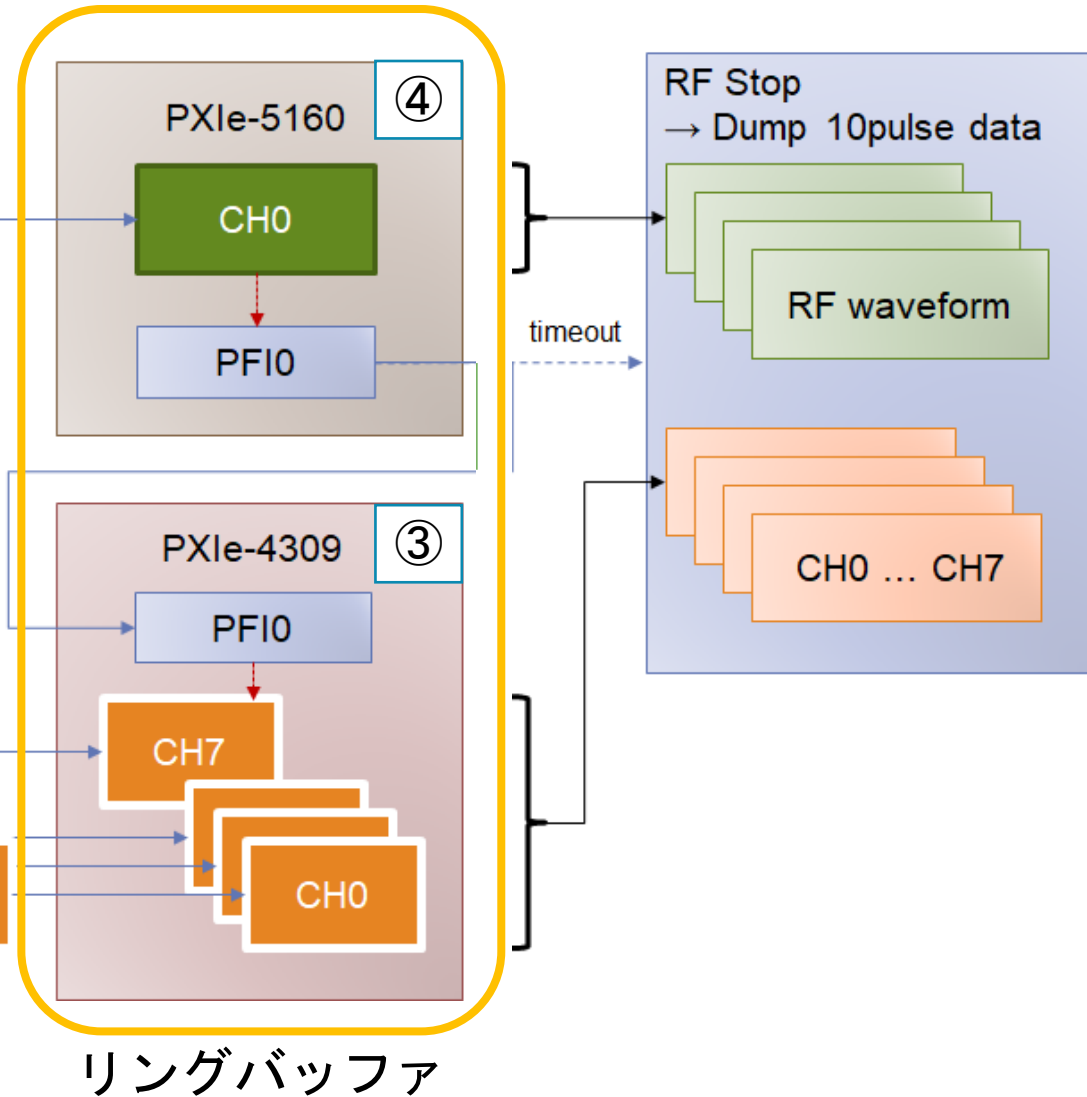 PXIe-5160
④
CH0
PFI0
timeout
RF Stop
→ Dump 10pulse data
RF waveform
CH0 … CH7
PXIe-4309
③
PFI0
CH7
CH0
リングバッファ